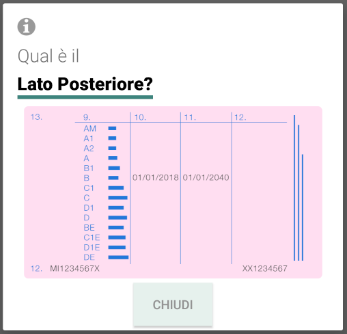 Qual è il
Lato Posteriore?
13. 9. 10. 11. 12.
AM
A1
A2
A
B1
B 01/01/2018 01/01/2040
C1
C
D1
D
BE
C1E
D1E
DE
12. MI1234567X XX1234567
CHIUDI